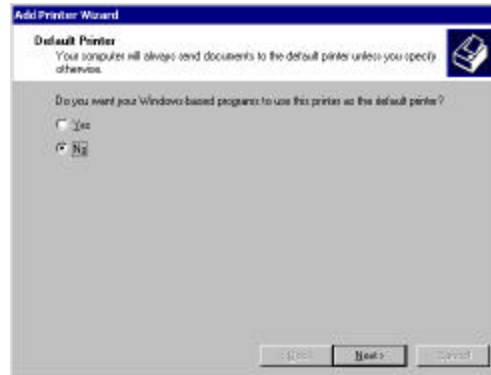 Add Printer Wizard
Default Printer
Your computer will always send documents to the default printer unless you specify
otherwise.
Do you want your Windows-based programs to use this printer as the default printer?
Yes
No
< Back
Next >
Cancel